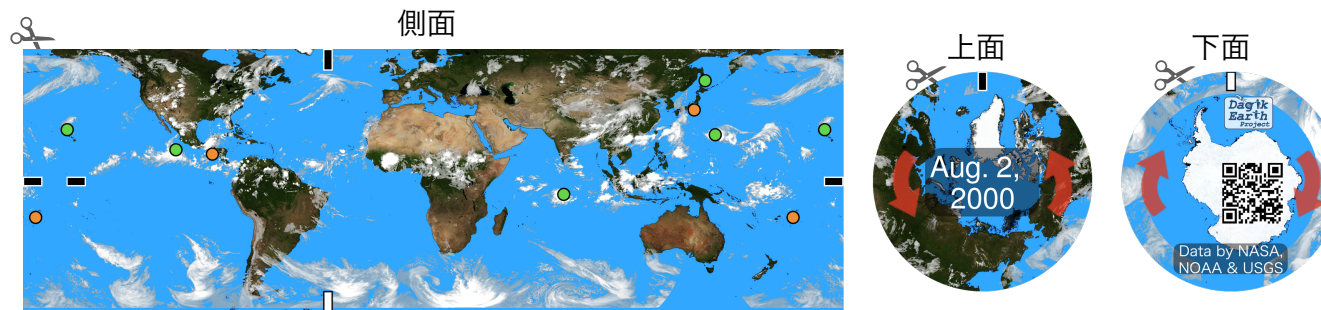 側面
上面
下面
Aug. 2,
2000
Dagik
Earth
Project
Data by NASA,
NOAA & USGS